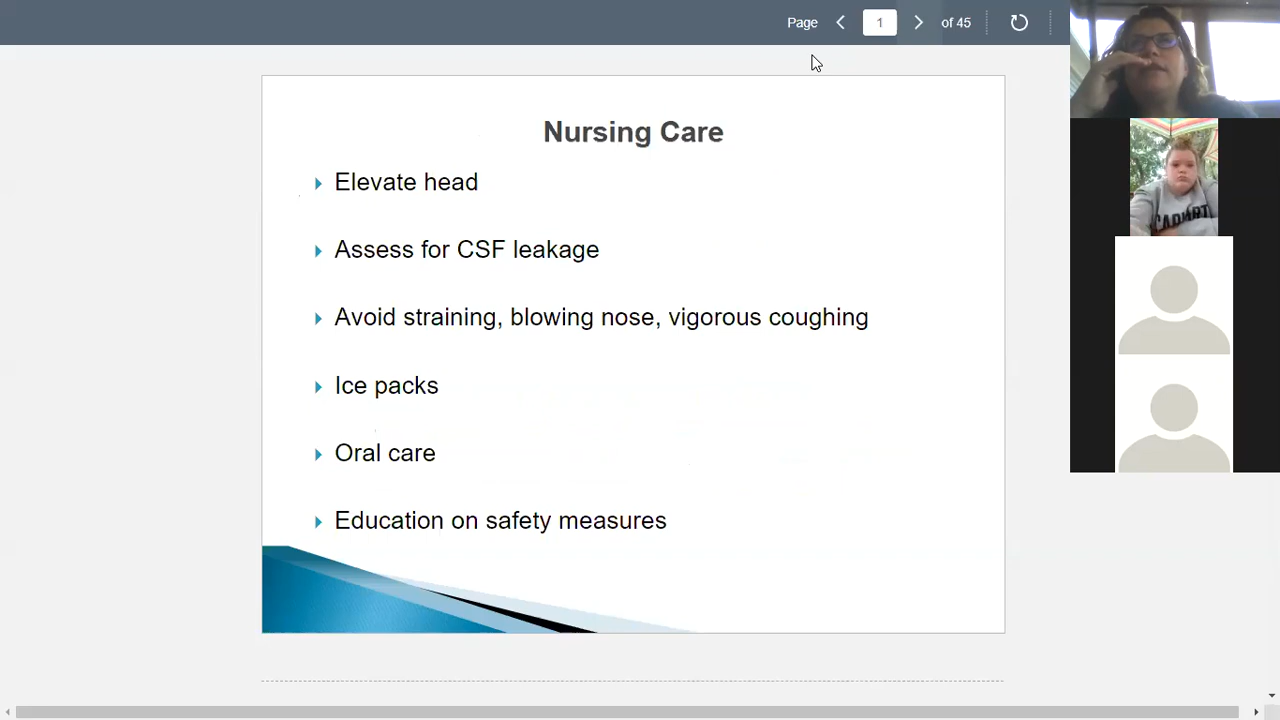 Page 1 of 45
Nursing Care
Elevate head
Assess for CSF leakage
Avoid straining, blowing nose, vigorous coughing
Ice packs
Oral care
Education on safety measures
CARHARTT